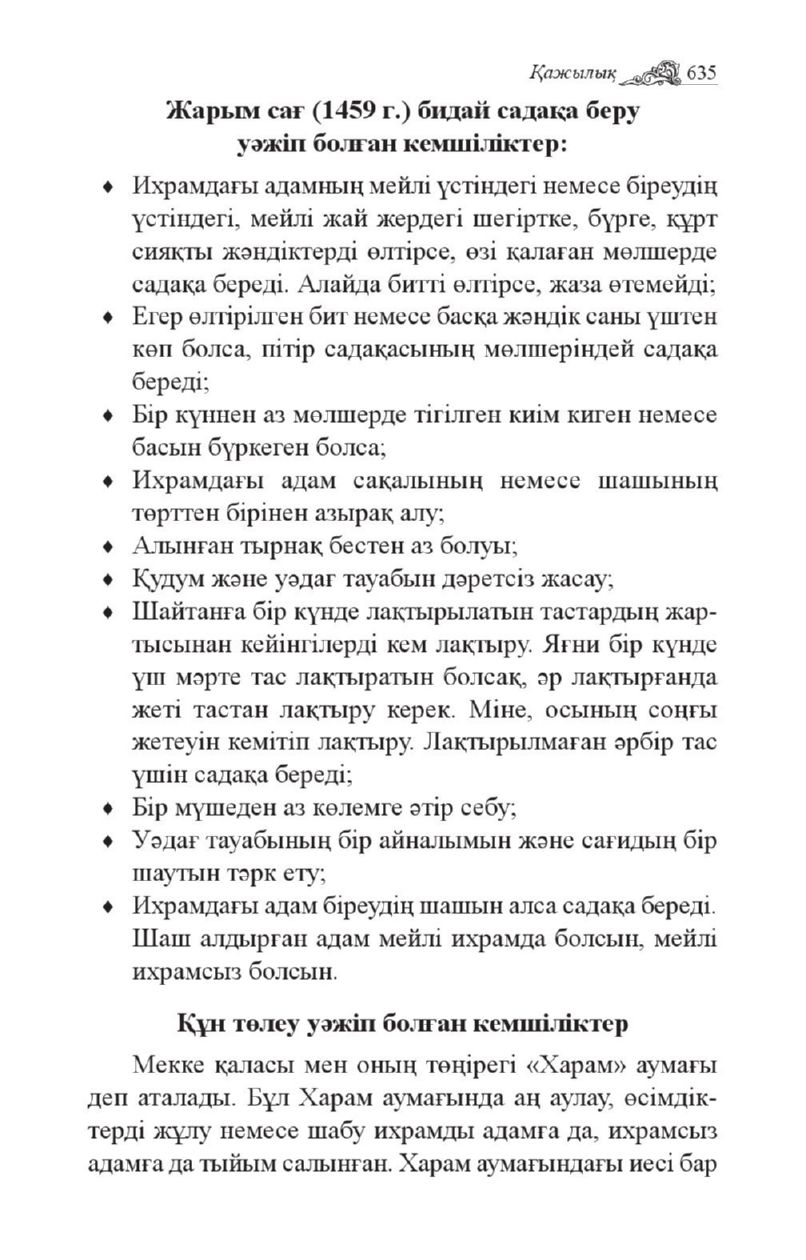 Қажылық 635
Жарым сағ (1459 г.) бидай садақа беру
уәжіп болған кемшіліктер:
♦ Ихрамдағы адамның мейлі үстіндегі немесе біреудің
үстіндегі, мейлі жай жердегі шегіртке, бүрге, құрт
сияқты жәндіктерді өлтірсе, өзі қалаған мөлшерде
садақа береді. Алайда битті өлтірсе, жаза өтемейді;
♦ Егер өлтірілген бит немесе басқа жәндік саны үштен
көп болса, пітір садақасының мөлшеріндей садақа
береді;
♦ Бір күннен аз мөлшерде тігілген киім киген немесе
басын бүркеген болса;
♦ Ихрамдағы адам сақалының немесе шашының
төрттен бірінен азырақ алу;
♦ Алынған тырнақ бестен аз болуы;
♦ Қудум және уәдағ тауабын дәретсіз жасау;
♦ Шайтанға бір күнде лақтырылатын тастардың жар-
тысынан кейінгілерді кем лақтыру. Яғни бір күнде
үш мәрте тас лақтыратын болсақ, әр лақтырғанда
жеті тастан лақтыру керек. Міне, осының соңғы
жетеуін кемітіп лақтыру. Лақтырылмаған әрбір тас
үшін садақа береді;
♦ Бір мүшеден аз көлемге әтір себу;
♦ Уәдағ тауабының бір айналымын және сағидың бір
шаутын тәрк ету;
♦ Ихрамдағы адам біреудің шашын алса садақа береді.
Шаш алдырған адам мейлі ихрамда болсын, мейлі
ихрамсыз болсын.
Құн төлеу уәжіп болған кемшіліктер
Мекке қаласы мен оның төңірегі «Харам» аумағы
деп аталады. Бұл Харам аумағында аң аулау, өсімдік-
терді жұлу немесе шабу ихрамды адамға да, ихрамсыз
адамға да тыйым салынған. Харам аумағындағы иесі бар